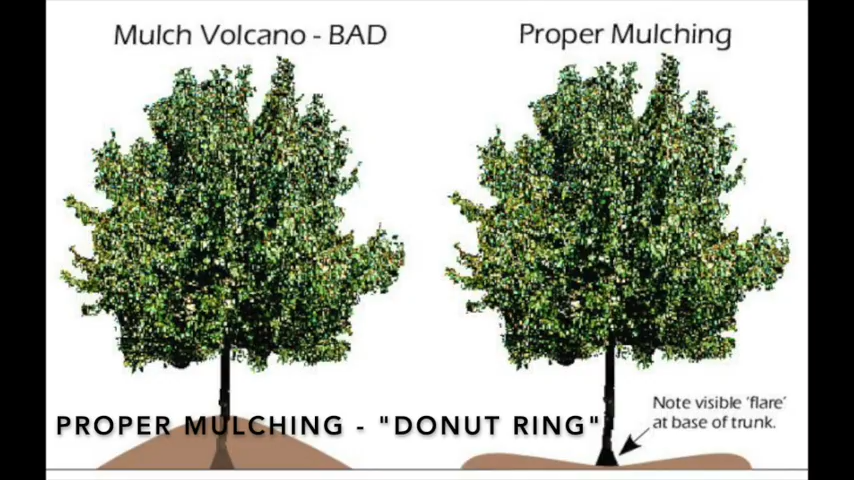 Mulch Volcano - BAD
Proper Mulching
Note visible 'flare'
at base of trunk.
PROPER MULCHING - "DONUT RING"